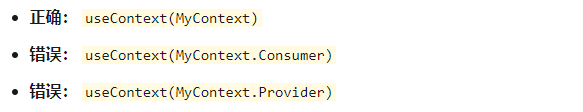 正确： useContext(MyContext)
错误： useContext(MyContext.Consumer)
错误： useContext(MyContext.Provider)